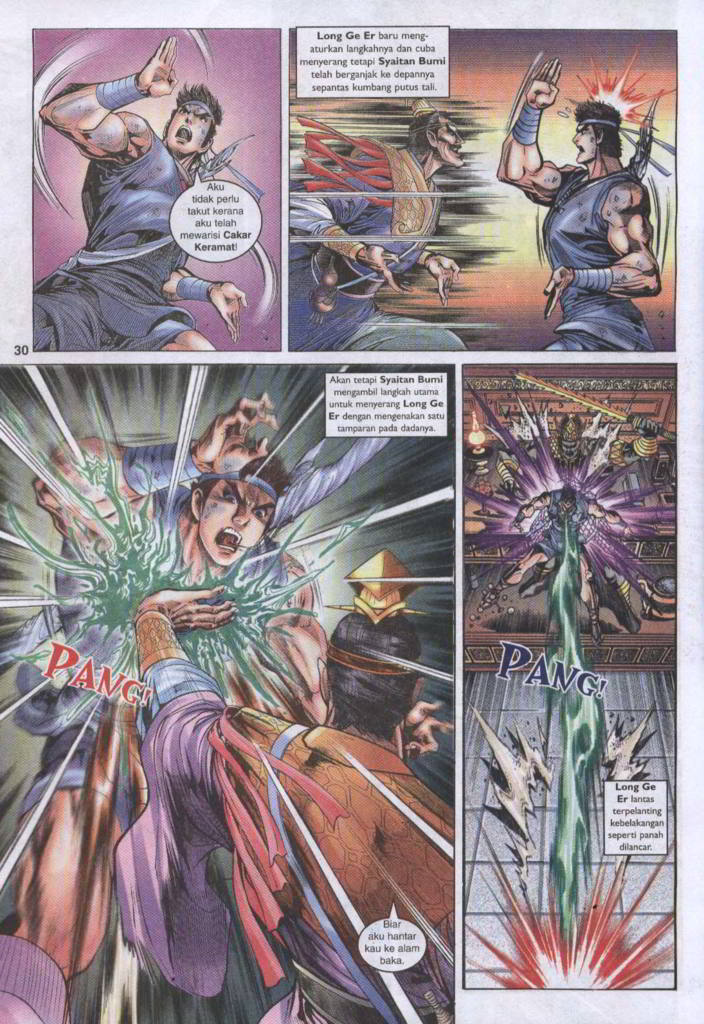 Aku
tidak perlu
takut kerana
aku telah
mewarisi Cakar
Keramat!
Long Ge Er baru meng-
aturkan langkahnya dan cuba
menyerang tetapi Syaitan Bumi
telah berganjak ke depannya
sepantas kumbang putus tali.
30
Akan tetapi Syaitan Bumi
mengambil langkah utama
untuk menyerang Long Ge
Er dengan mengenakan satu
tamparan pada dadanya.
PANG!
Biar
aku hantar
kau ke alam
baka.
PANG!
Long Ge
Er lantas
terpelanting
kebelakangan
seperti panah
dilancar.